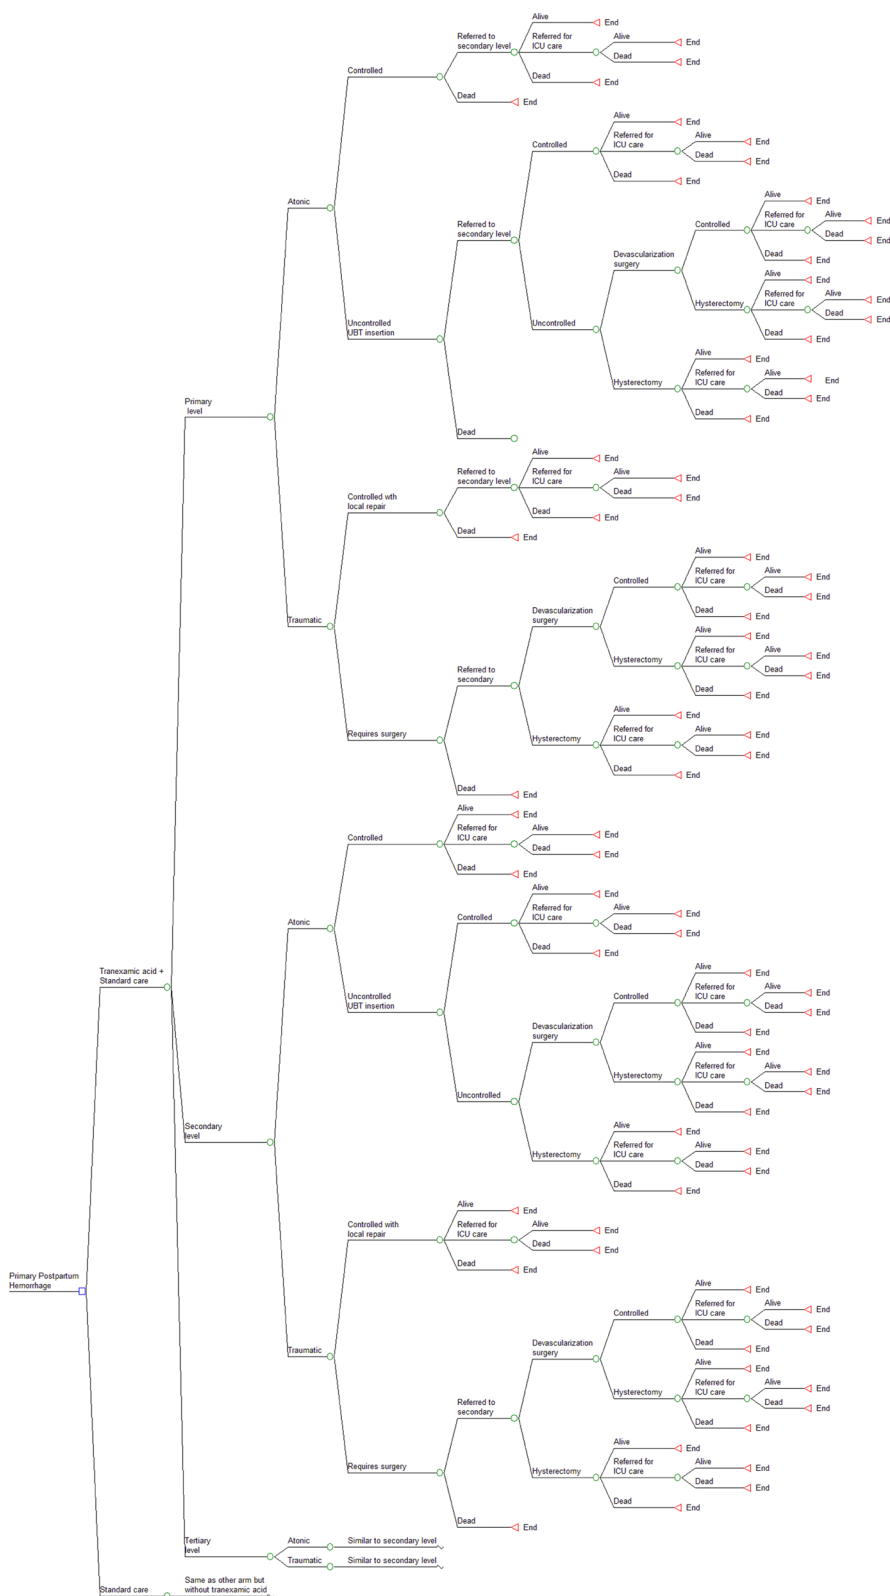 Alive
End
Referred to
secondary level
Referred for
ICU care
Alive
End
Dead
End
Controlled
Dead
End
Dead
End
Alive
End
Controlled
Referred for
ICU care
Alive
End
Dead
End
Dead
End
Atonic
Referred to
secondary level
Devascularization
surgery
Controlled
Alive
End
Referred for
ICU care
Alive
End
Dead
End
Dead
End
Hysterectomy
Alive
End
Referred for
ICU care
Alive
End
Dead
End
Dead
End
Uncontrolled
UBT insertion
Uncontrolled
Hysterectomy
Alive
End
Referred for
ICU care
Alive
End
Dead
End
Dead
End
Dead
Primary
level
Controlled wth
local repair
Referred to
secondary level
Alive
End
Referred for
ICU care
Alive
End
Dead
End
Dead
End
Dead
End
Traumatic
Devascularization
surgery
Controlled
Alive
End
Referred for
ICU care
Alive
End
Dead
End
Dead
End
Hysterectomy
Alive
End
Referred for
ICU care
Alive
End
Dead
End
Dead
End
Requires surgery
Referred to
secondary
Hysterectomy
Alive
End
Referred for
ICU care
Alive
End
Dead
End
Dead
End
Dead
End
Controlled
Alive
End
Referred for
ICU care
Alive
End
Dead
End
Dead
End
Atonic
Controlled
Alive
End
Referred for
ICU care
Alive
End
Dead
End
Dead
End
Tranexamic acid +
Standard care
Uncontrolled
UBT insertion
Devascularization
surgery
Controlled
Alive
End
Referred for
ICU care
Alive
End
Dead
End
Dead
End
Hysterectomy
Alive
End
Referred for
ICU care
Alive
End
Dead
End
Dead
End
Uncontrolled
Hysterectomy
Alive
End
Referred for
ICU care
Alive
End
Dead
End
Dead
End
Secondary
level
Controlled with
local repair
Alive
End
Referred for
ICU care
Alive
End
Dead
End
Dead
End
Primary Postpartum
Hemorrhage
Traumatic
Devascularization
surgery
Controlled
Alive
End
Referred for
ICU care
Alive
End
Dead
End
Dead
End
Hysterectomy
Alive
End
Referred for
ICU care
Alive
End
Dead
End
Dead
End
Requires surgery
Referred to
secondary
Hysterectomy
Alive
End
Referred for
ICU care
Alive
End
Dead
End
Dead
End
Dead
End
Tertiary
level
Atonic
Similar to secondary level
Traumatic
Similar to secondary level
Standard care
Same as other arm but
without tranexamic acid